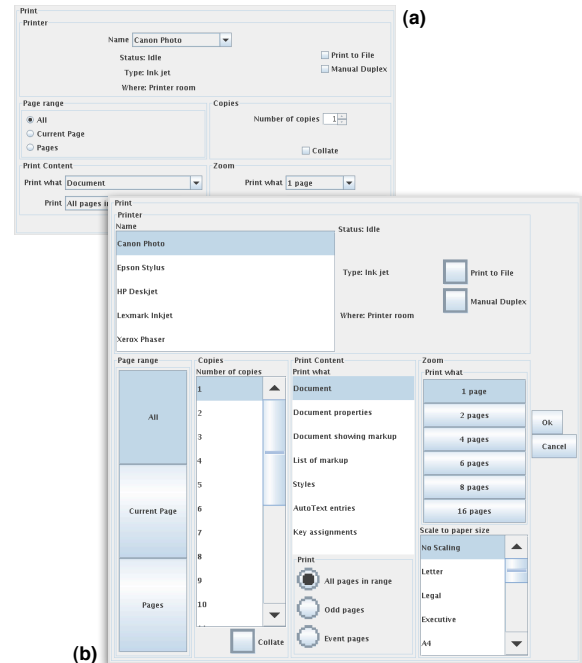 (a)
Print
Printer
Name Canon Photo
Status: Idle
Type: Ink jet
Where: Printer room
Print to File
Manual Duplex
Page range
All
Current Page
Pages
Copies
Number of copies 1
Collate
Print Content
Print what Document
Print All pages in
Zoom
Print what 1 page
(b)
Print
Printer
Name
Canon Photo
Epson Stylus
HP Deskjet
Lexmark Inkjet
Xerox Phaser
Status: Idle
Type: Ink jet
Where: Printer room
Print to File
Manual Duplex
Page range
All
Current Page
Pages
Copies
Number of copies
1
2
3
4
5
6
7
8
9
10
Collate
Print Content
Print what
Document
Document properties
Document showing markup
List of markup
Styles
AutoText entries
Key assignments
Print
All pages in range
Odd pages
Event pages
Zoom
Print what
1 page
2 pages
4 pages
6 pages
8 pages
16 pages
Scale to paper size
No Scaling
Letter
Legal
Executive
A4
Ok
Cancel